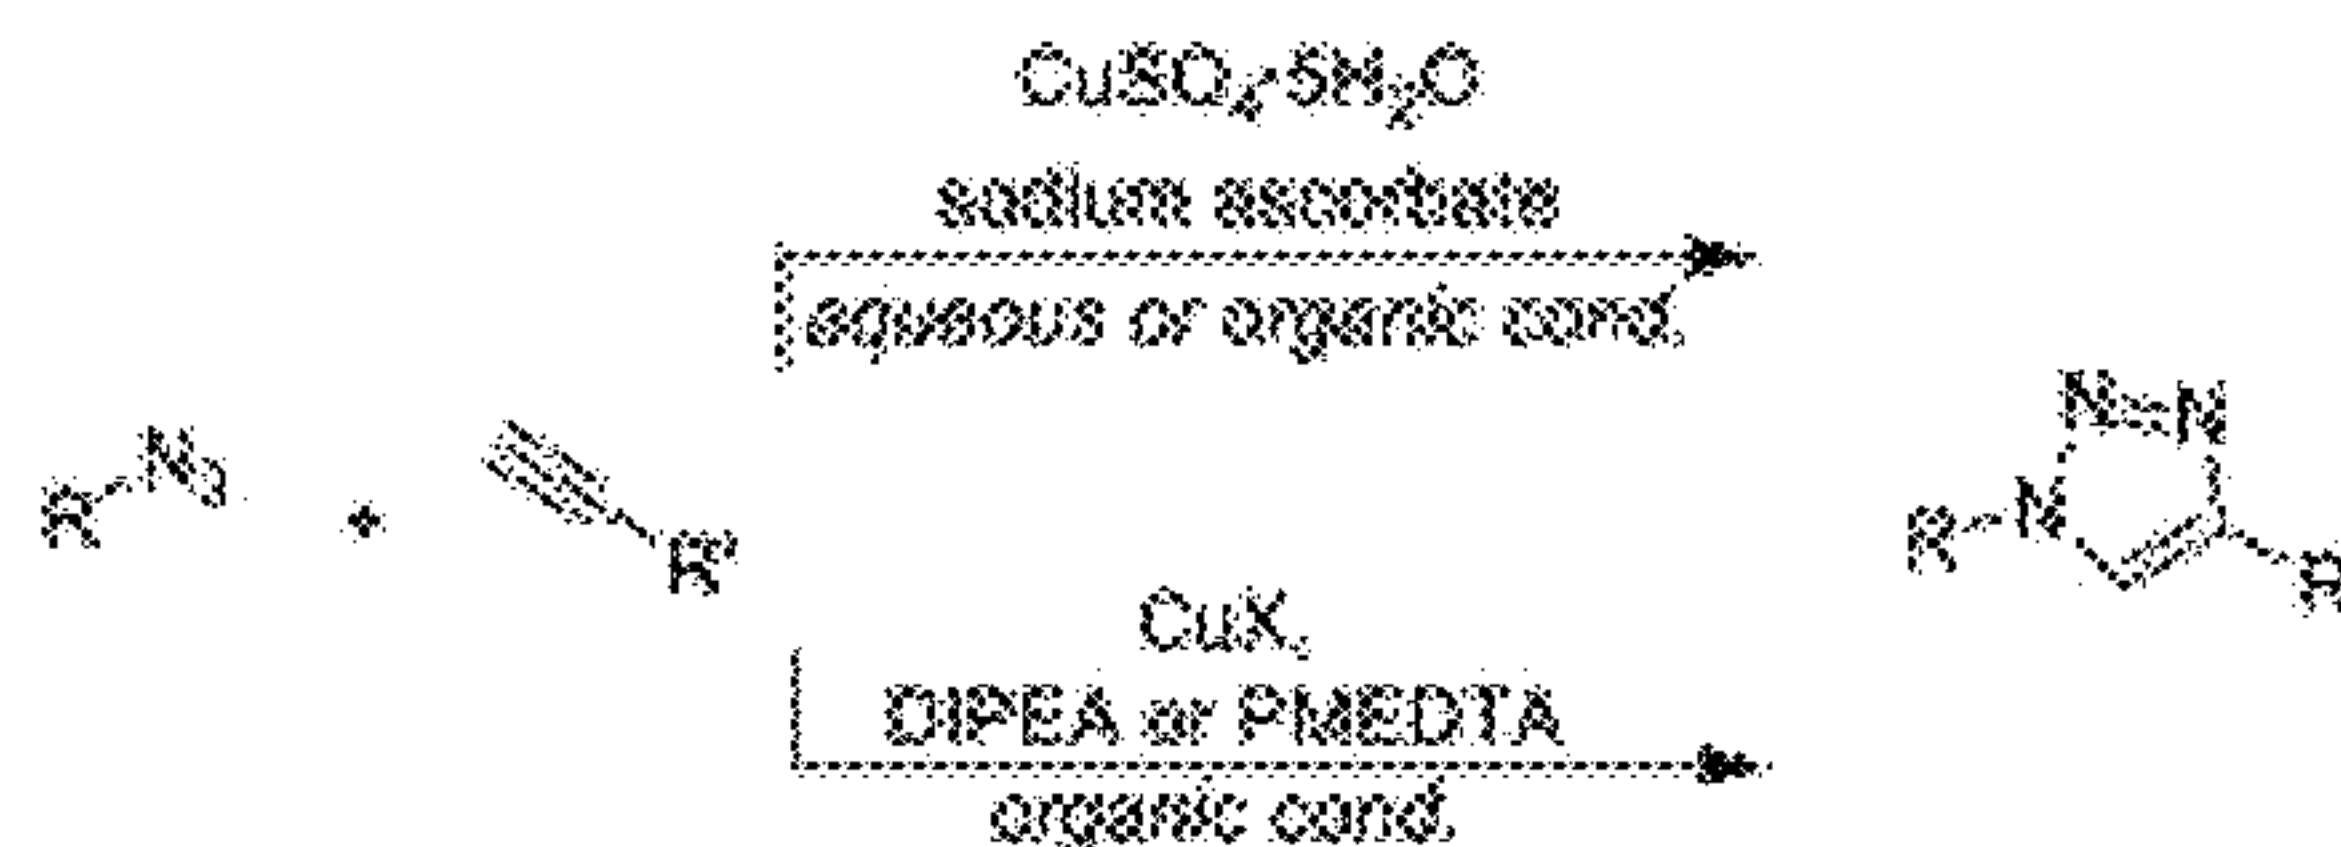 CuSO4·5H2O
sodium ascorbate
aqueous or organic cond.
R N3 + R'
N=N
R N R
CuX,
DIPEA or PMEDTA
organic cond.